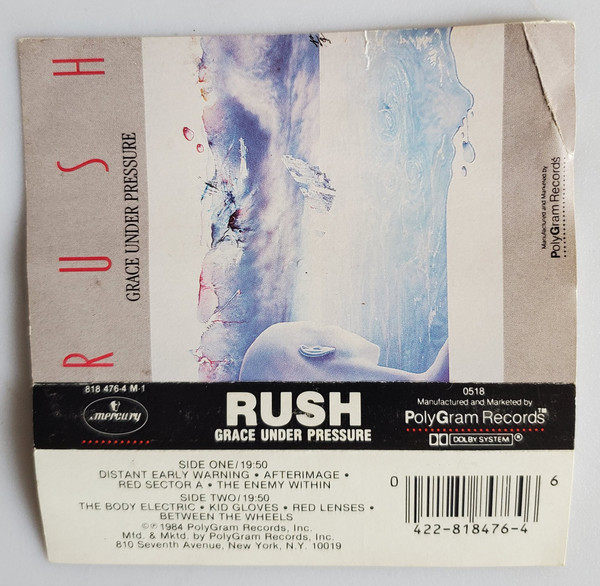 RUSH
GRACE UNDER PRESSURE
Manufactured and Marketed by
PolyGram Records
818 476-4 M-1
mercury
RUSH
GRACE UNDER PRESSURE
0518
Manufactured and Marketed by
PolyGram Records™
DOLBY SYSTEM®
SIDE ONE/19:50
DISTANT EARLY WARNING • AFTERIMAGE •
RED SECTOR A • THE ENEMY WITHIN
SIDE TWO/19:50
THE BODY ELECTRIC • KID GLOVES • RED LENSES •
BETWEEN THE WHEELS
©℗ 1984 PolyGram Records, Inc.
Mfd. & Mktd. by PolyGram Records, Inc.
810 Seventh Avenue, New York, N.Y. 10019
0 6
422-818476-4